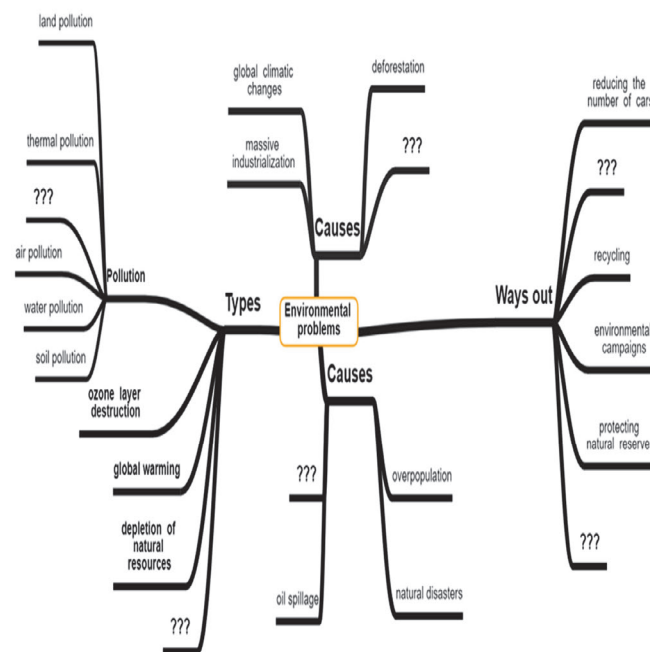 land pollution
thermal pollution
???
air pollution
water pollution
soil pollution
Pollution
ozone layer
destruction
global warming
depletion of
natural
resources
???
Types
global climatic
changes
massive
industrialization
deforestation
???
Causes
Environmental
problems
Causes
???
oil spillage
overpopulation
natural disasters
Ways out
reducing the
number of cars
???
recycling
environmental
campaigns
protecting
natural reserve
???